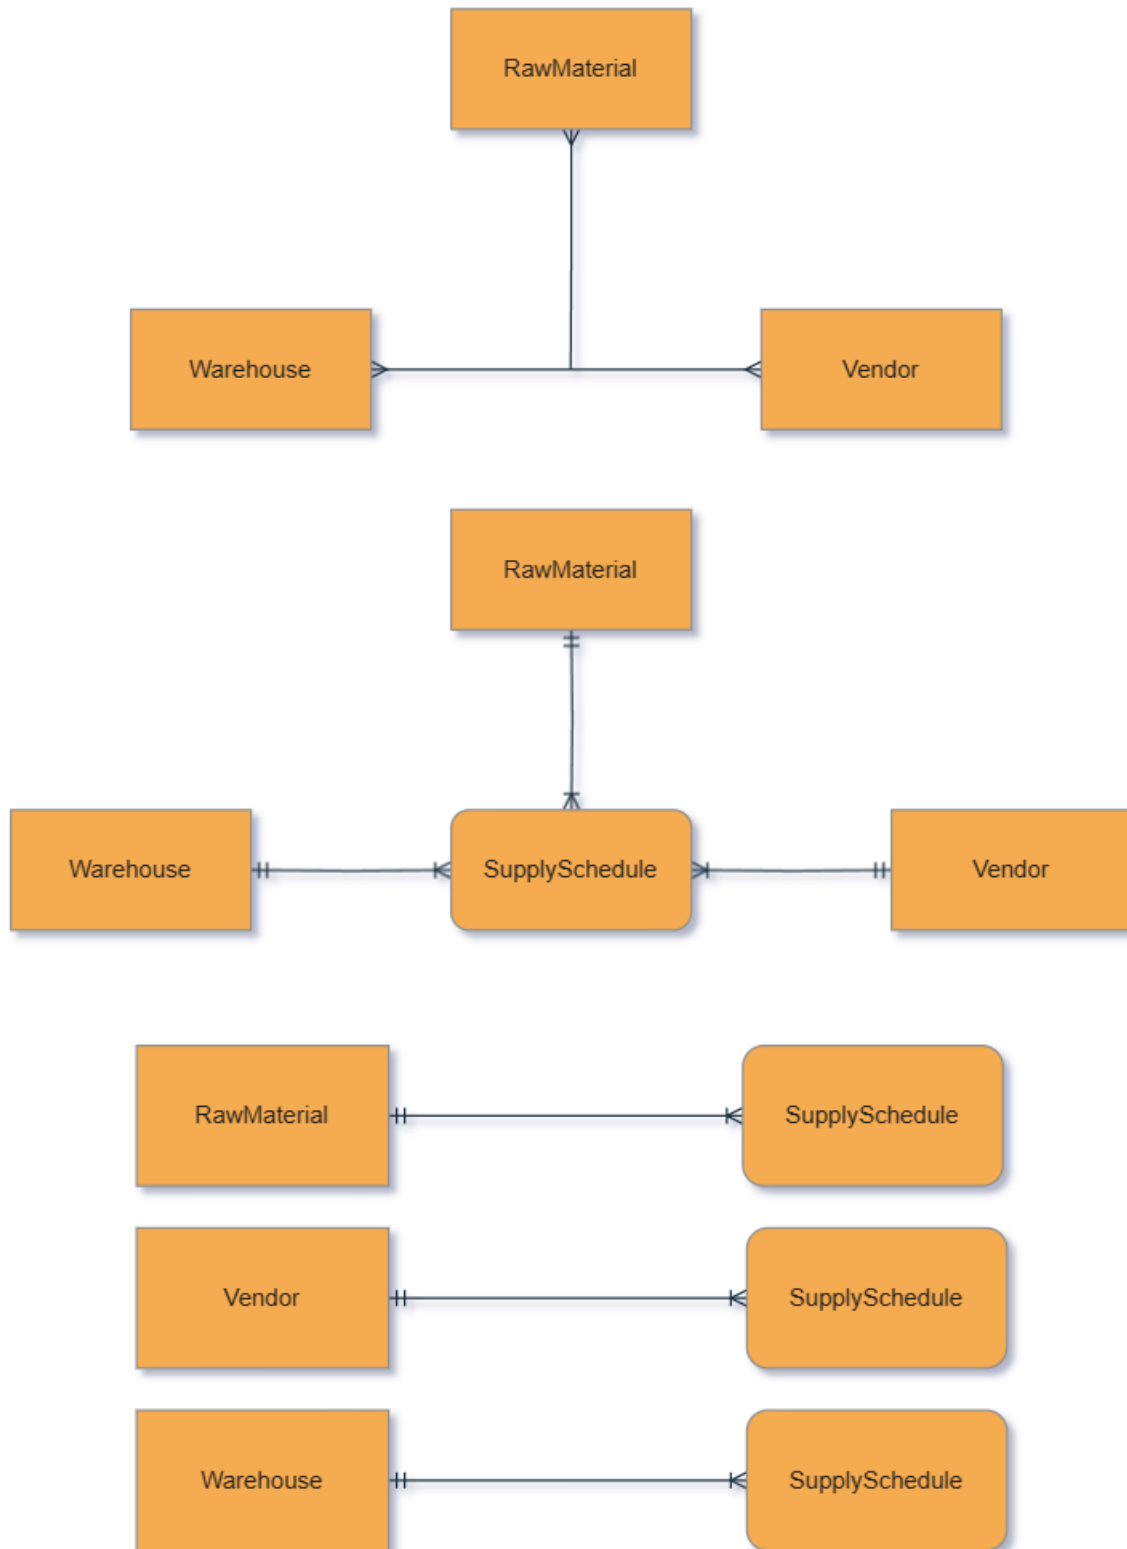 RawMaterial
Warehouse
Vendor
RawMaterial
Warehouse
SupplySchedule
Vendor
RawMaterial
SupplySchedule
Vendor
SupplySchedule
Warehouse
SupplySchedule